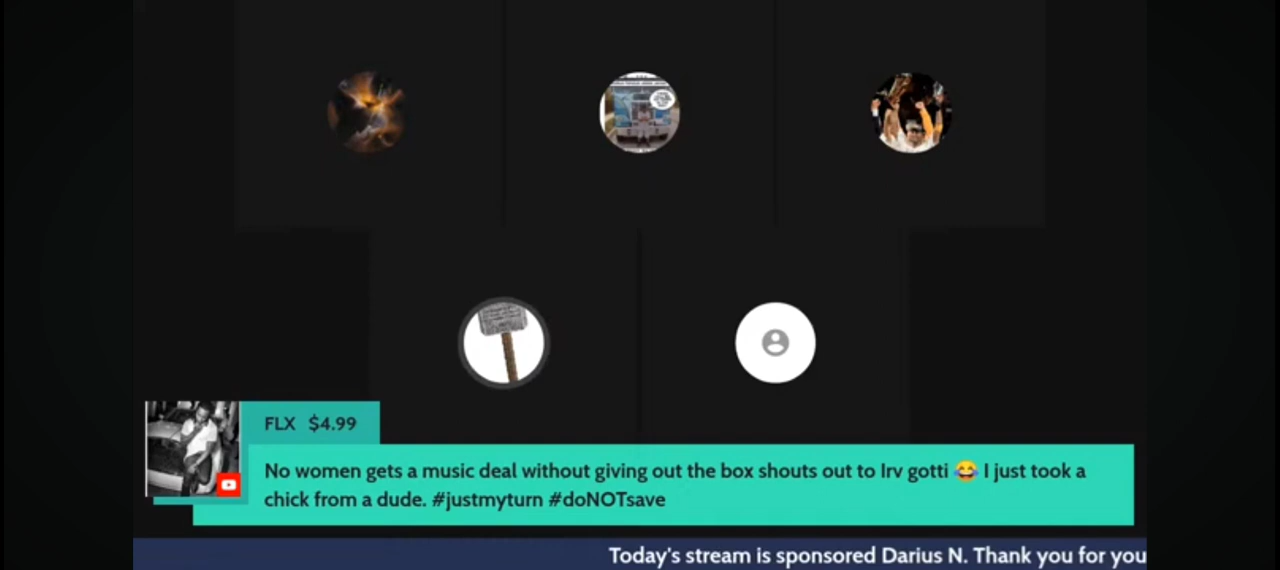 FLX $4.99
No women gets a music deal without giving out the box shouts out to Irv gotti 😂 I just took a
chick from a dude. #justmyturn #doNOTsave
Today's stream is sponsored Darius N. Thank you for you